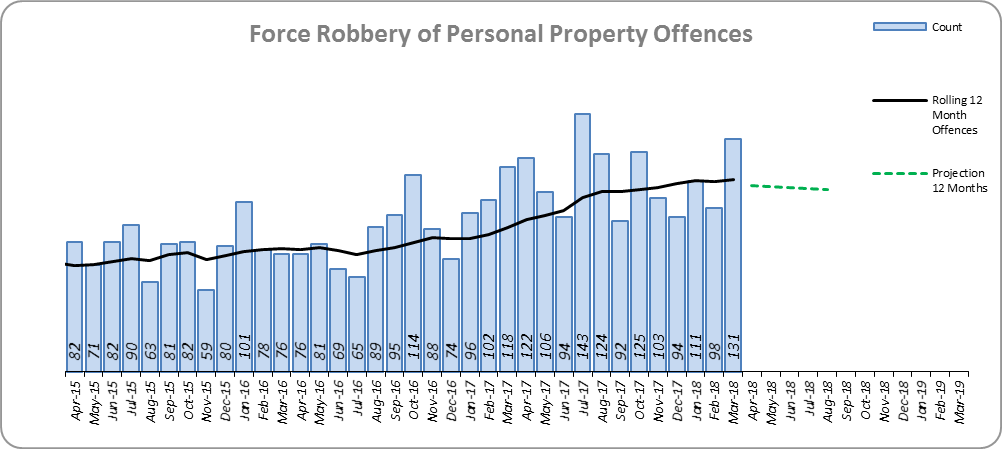 Force Robbery of Personal Property Offences
Count
Rolling 12
Month
Offences
Projection
12 Months
82
71
82
90
63
81
82
59
80
101
78
76
76
81
69
65
89
95
114
88
74
96
102
118
122
106
94
143
124
92
125
103
94
111
98
131
Apr-15
May-15
Jun-15
Jul-15
Aug-15
Sep-15
Oct-15
Nov-15
Dec-15
Jan-16
Feb-16
Mar-16
Apr-16
May-16
Jun-16
Jul-16
Aug-16
Sep-16
Oct-16
Nov-16
Dec-16
Jan-17
Feb-17
Mar-17
Apr-17
May-17
Jun-17
Jul-17
Aug-17
Sep-17
Oct-17
Nov-17
Dec-17
Jan-18
Feb-18
Mar-18
Apr-18
May-18
Jun-18
Jul-18
Aug-18
Sep-18
Oct-18
Nov-18
Dec-18
Jan-19
Feb-19
Mar-19